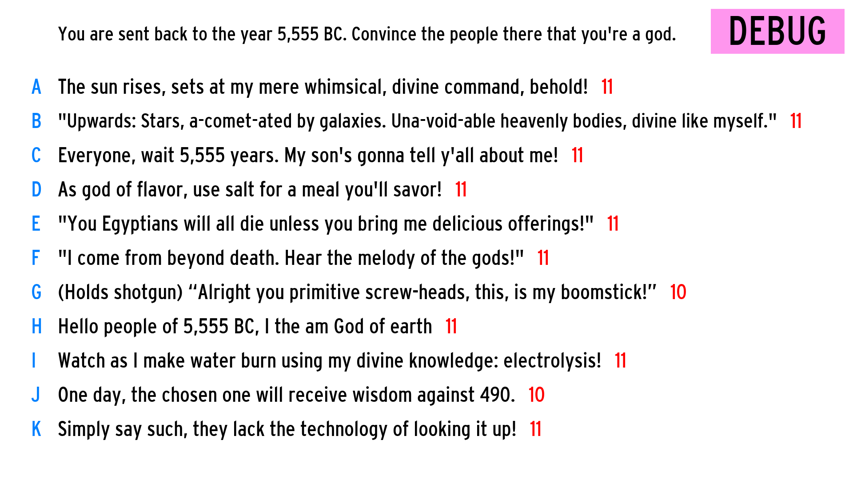 You are sent back to the year 5,555 BC. Convince the people there that you're a god.
DEBUG
A The sun rises, sets at my mere whimsical, divine command, behold! 11
B "Upwards: Stars, a-comet-ated by galaxies. Una-void-able heavenly bodies, divine like myself." 11
C Everyone, wait 5,555 years. My son's gonna tell y'all about me! 11
D As god of flavor, use salt for a meal you'll savor! 11
E "You Egyptians will all die unless you bring me delicious offerings!" 11
F "I come from beyond death. Hear the melody of the gods!" 11
G (Holds shotgun) “Alright you primitive screw-heads, this, is my boomstick!” 10
H Hello people of 5,555 BC, I the am God of earth 11
I Watch as I make water burn using my divine knowledge: electrolysis! 11
J One day, the chosen one will receive wisdom against 490. 10
K Simply say such, they lack the technology of looking it up! 11